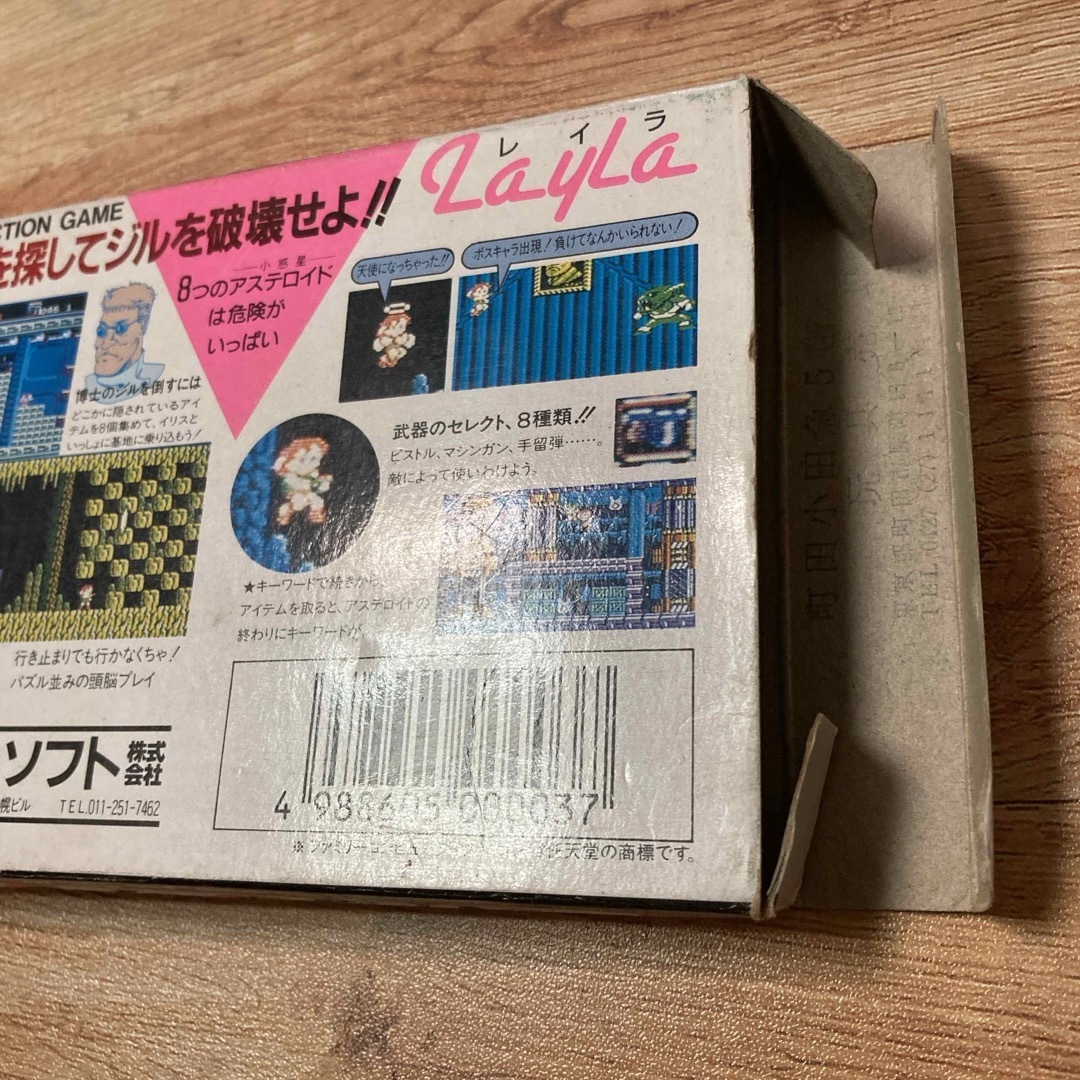 CTION GAME
を探してジルを破壊せよ!!
レイラ
Layla
小惑星
8つのアステロイド
は危険が
いっぱい
天使になっちゃった!!
ボスキャラ出現!負けてなんかいられない!
博士のジルを倒すには
どこかに隠されているアイ
テムを8個集めて、イリスと
いっしょに基地に乗り込もう!
武器のセレクト、8種類!!
ピストル、マシンガン、手留弾……。
敵によって使いわけよう。
★キーワードで続きから
アイテムを取ると、アステロイドの
終わりにキーワードが
行き止まりでも行かなくちゃ!
パズル並みの頭脳プレイ
ソフト株式会社
幌ビル TEL.011-251-7462
4 988605 000037
※ファミリーコンピュ 天堂の商標です。
町田小田